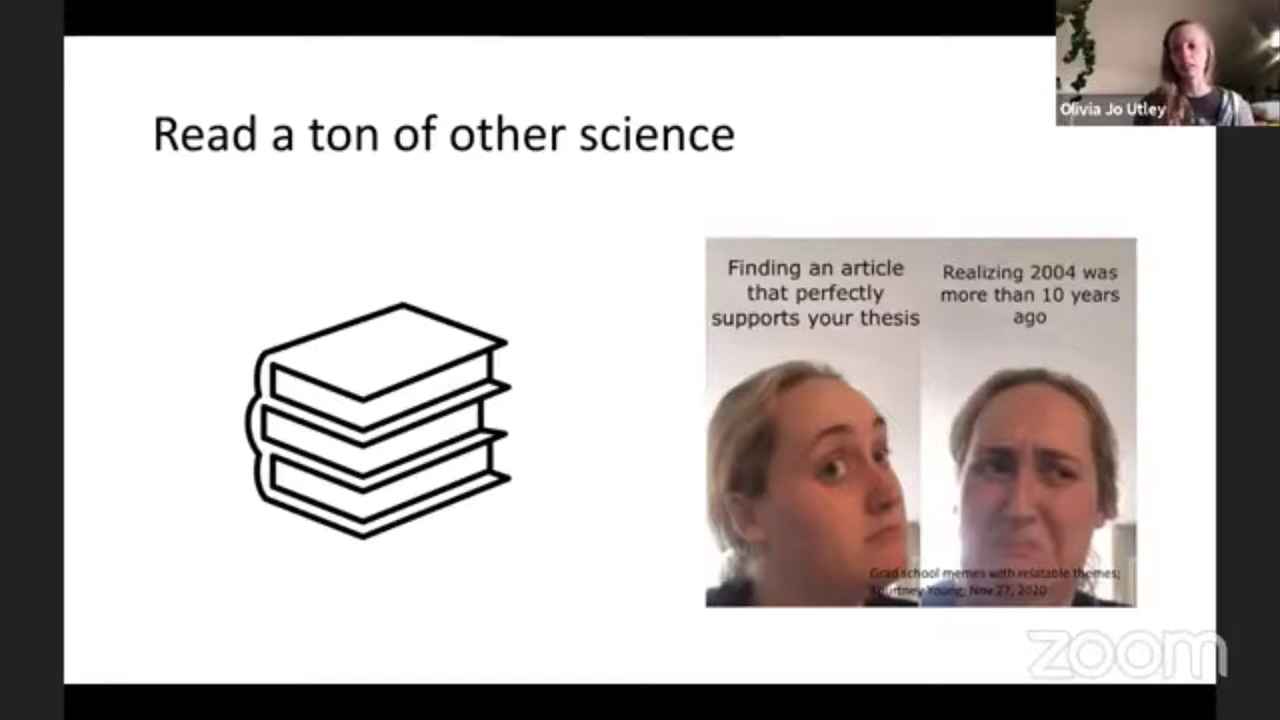 Olivia Jo Utley
Read a ton of other science
Finding an article
that perfectly
supports your thesis
Realizing 2004 was
more than 10 years
ago
Grad school memes with relatable themes;
Kourtney Young; Nov 27, 2020
zoom